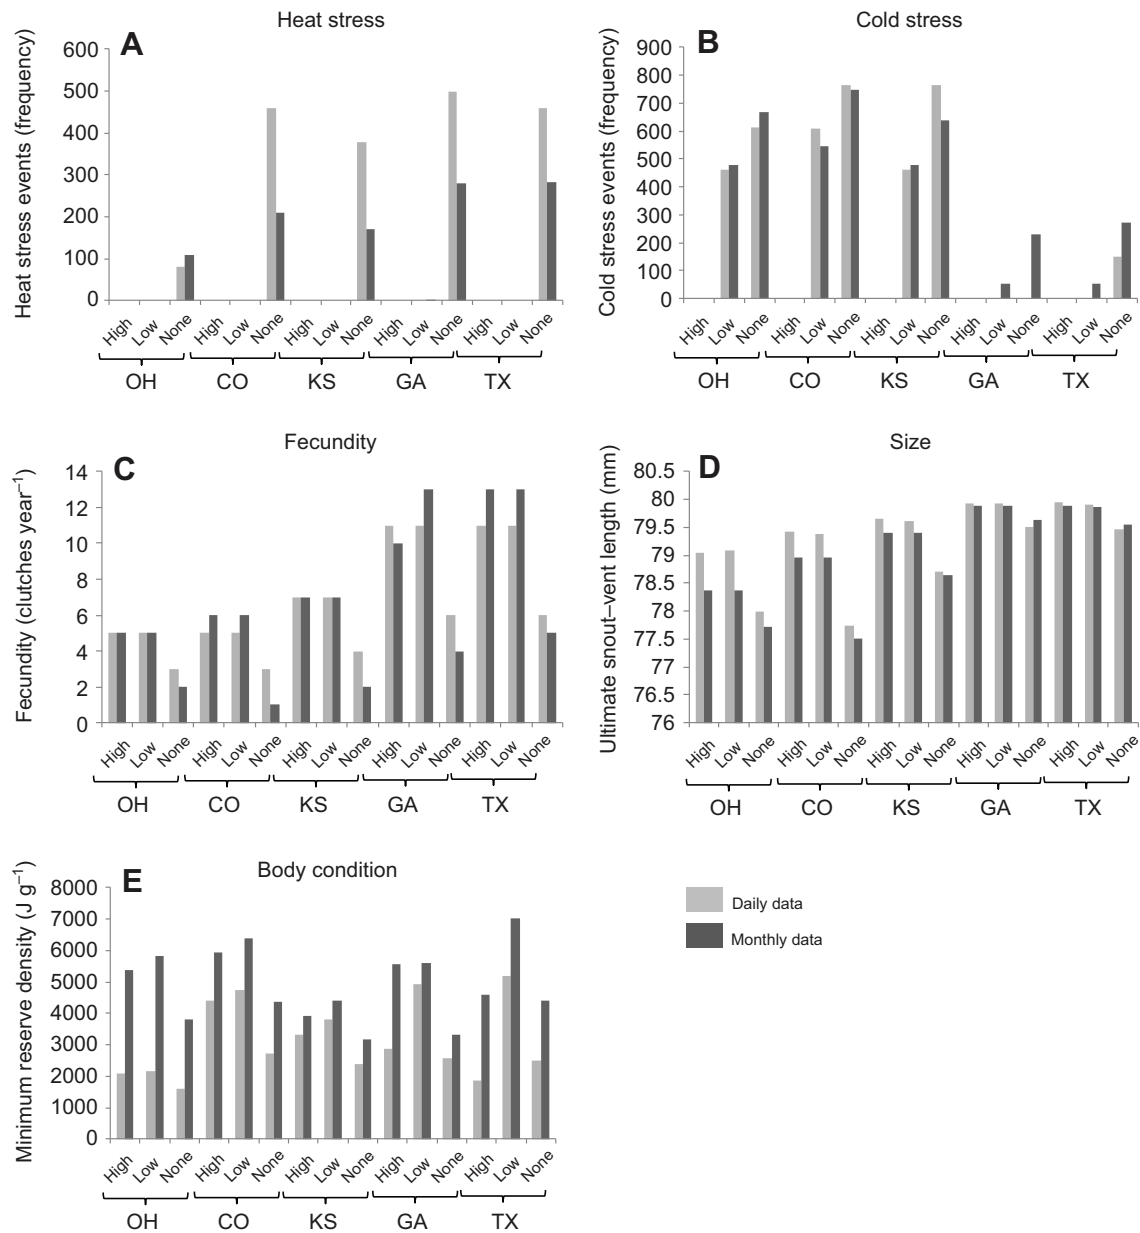 Heat stress
A
Heat stress events (frequency)
600
500
400
300
200
100
0
High Low None High Low None High Low None High Low None High Low None
OH CO KS GA TX
Cold stress
B
Cold stress events (frequency)
900
800
700
600
500
400
300
200
100
0
High Low None High Low None High Low None High Low None High Low None
OH CO KS GA TX
Fecundity
C
Fecundity (clutches year⁻¹)
14
12
10
8
6
4
2
0
High Low None High Low None High Low None High Low None High Low None
OH CO KS GA TX
Size
D
Ultimate snout–vent length (mm)
80.5
80
79.5
79
78.5
78
77.5
77
76.5
76
High Low None High Low None High Low None High Low None High Low None
OH CO KS GA TX
Body condition
E
Minimum reserve density (J g⁻¹)
8000
7000
6000
5000
4000
3000
2000
1000
0
High Low None High Low None High Low None High Low None High Low None
OH CO KS GA TX
Daily data
Monthly data